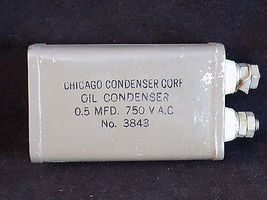 CHICAGO CONDENSER CORP
OIL CONDENSER
0.5 MFD. 750 V A.C
No. 3843